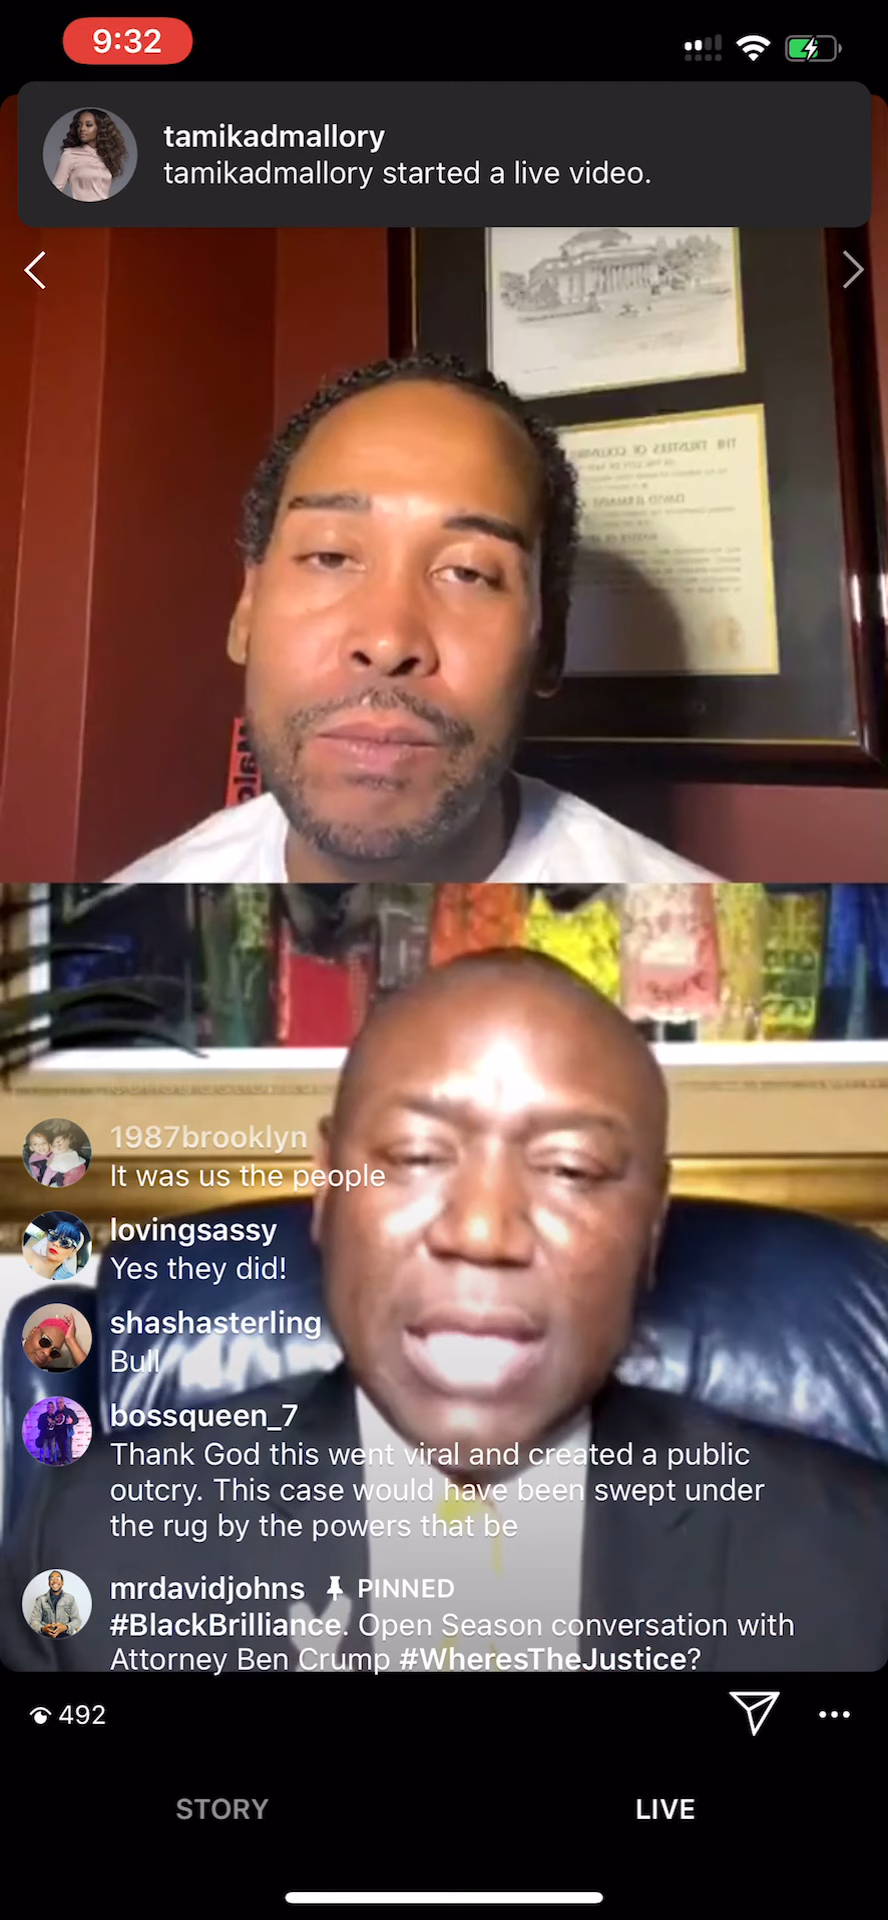 9:32
tamikadmallory
tamikadmallory started a live video.
1987brooklyn
It was us the people
lovingsassy
Yes they did!
shashasterling
Bull
bossqueen_7
Thank God this went viral and created a public
outcry. This case would have been swept under
the rug by the powers that be
mrdavidjohns PINNED
#BlackBrilliance. Open Season conversation with
Attorney Ben Crump #WheresTheJustice?
492
STORY
LIVE